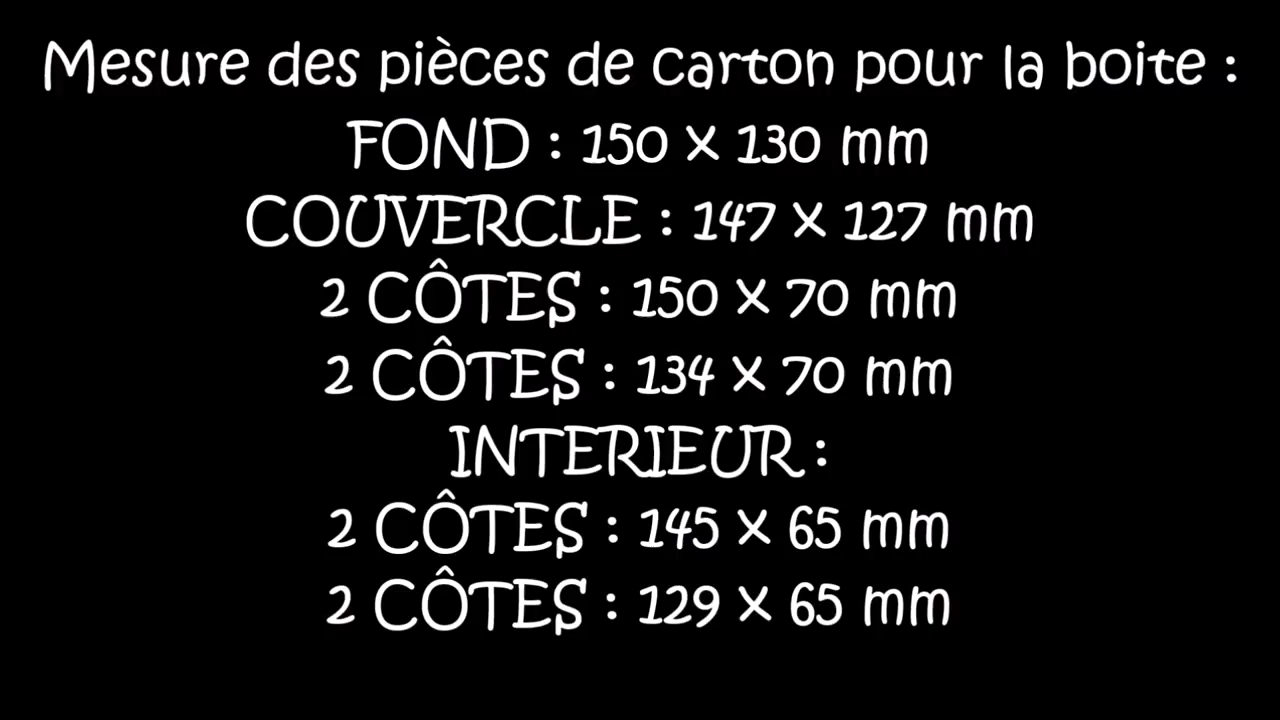 Mesure des pièces de carton pour la boite :
FOND : 150 x 130 mm
COUVERCLE : 147 x 127 mm
2 CÔTES : 150 x 70 mm
2 CÔTES : 134 x 70 mm
INTERIEUR :
2 CÔTES : 145 x 65 mm
2 CÔTES : 129 x 65 mm